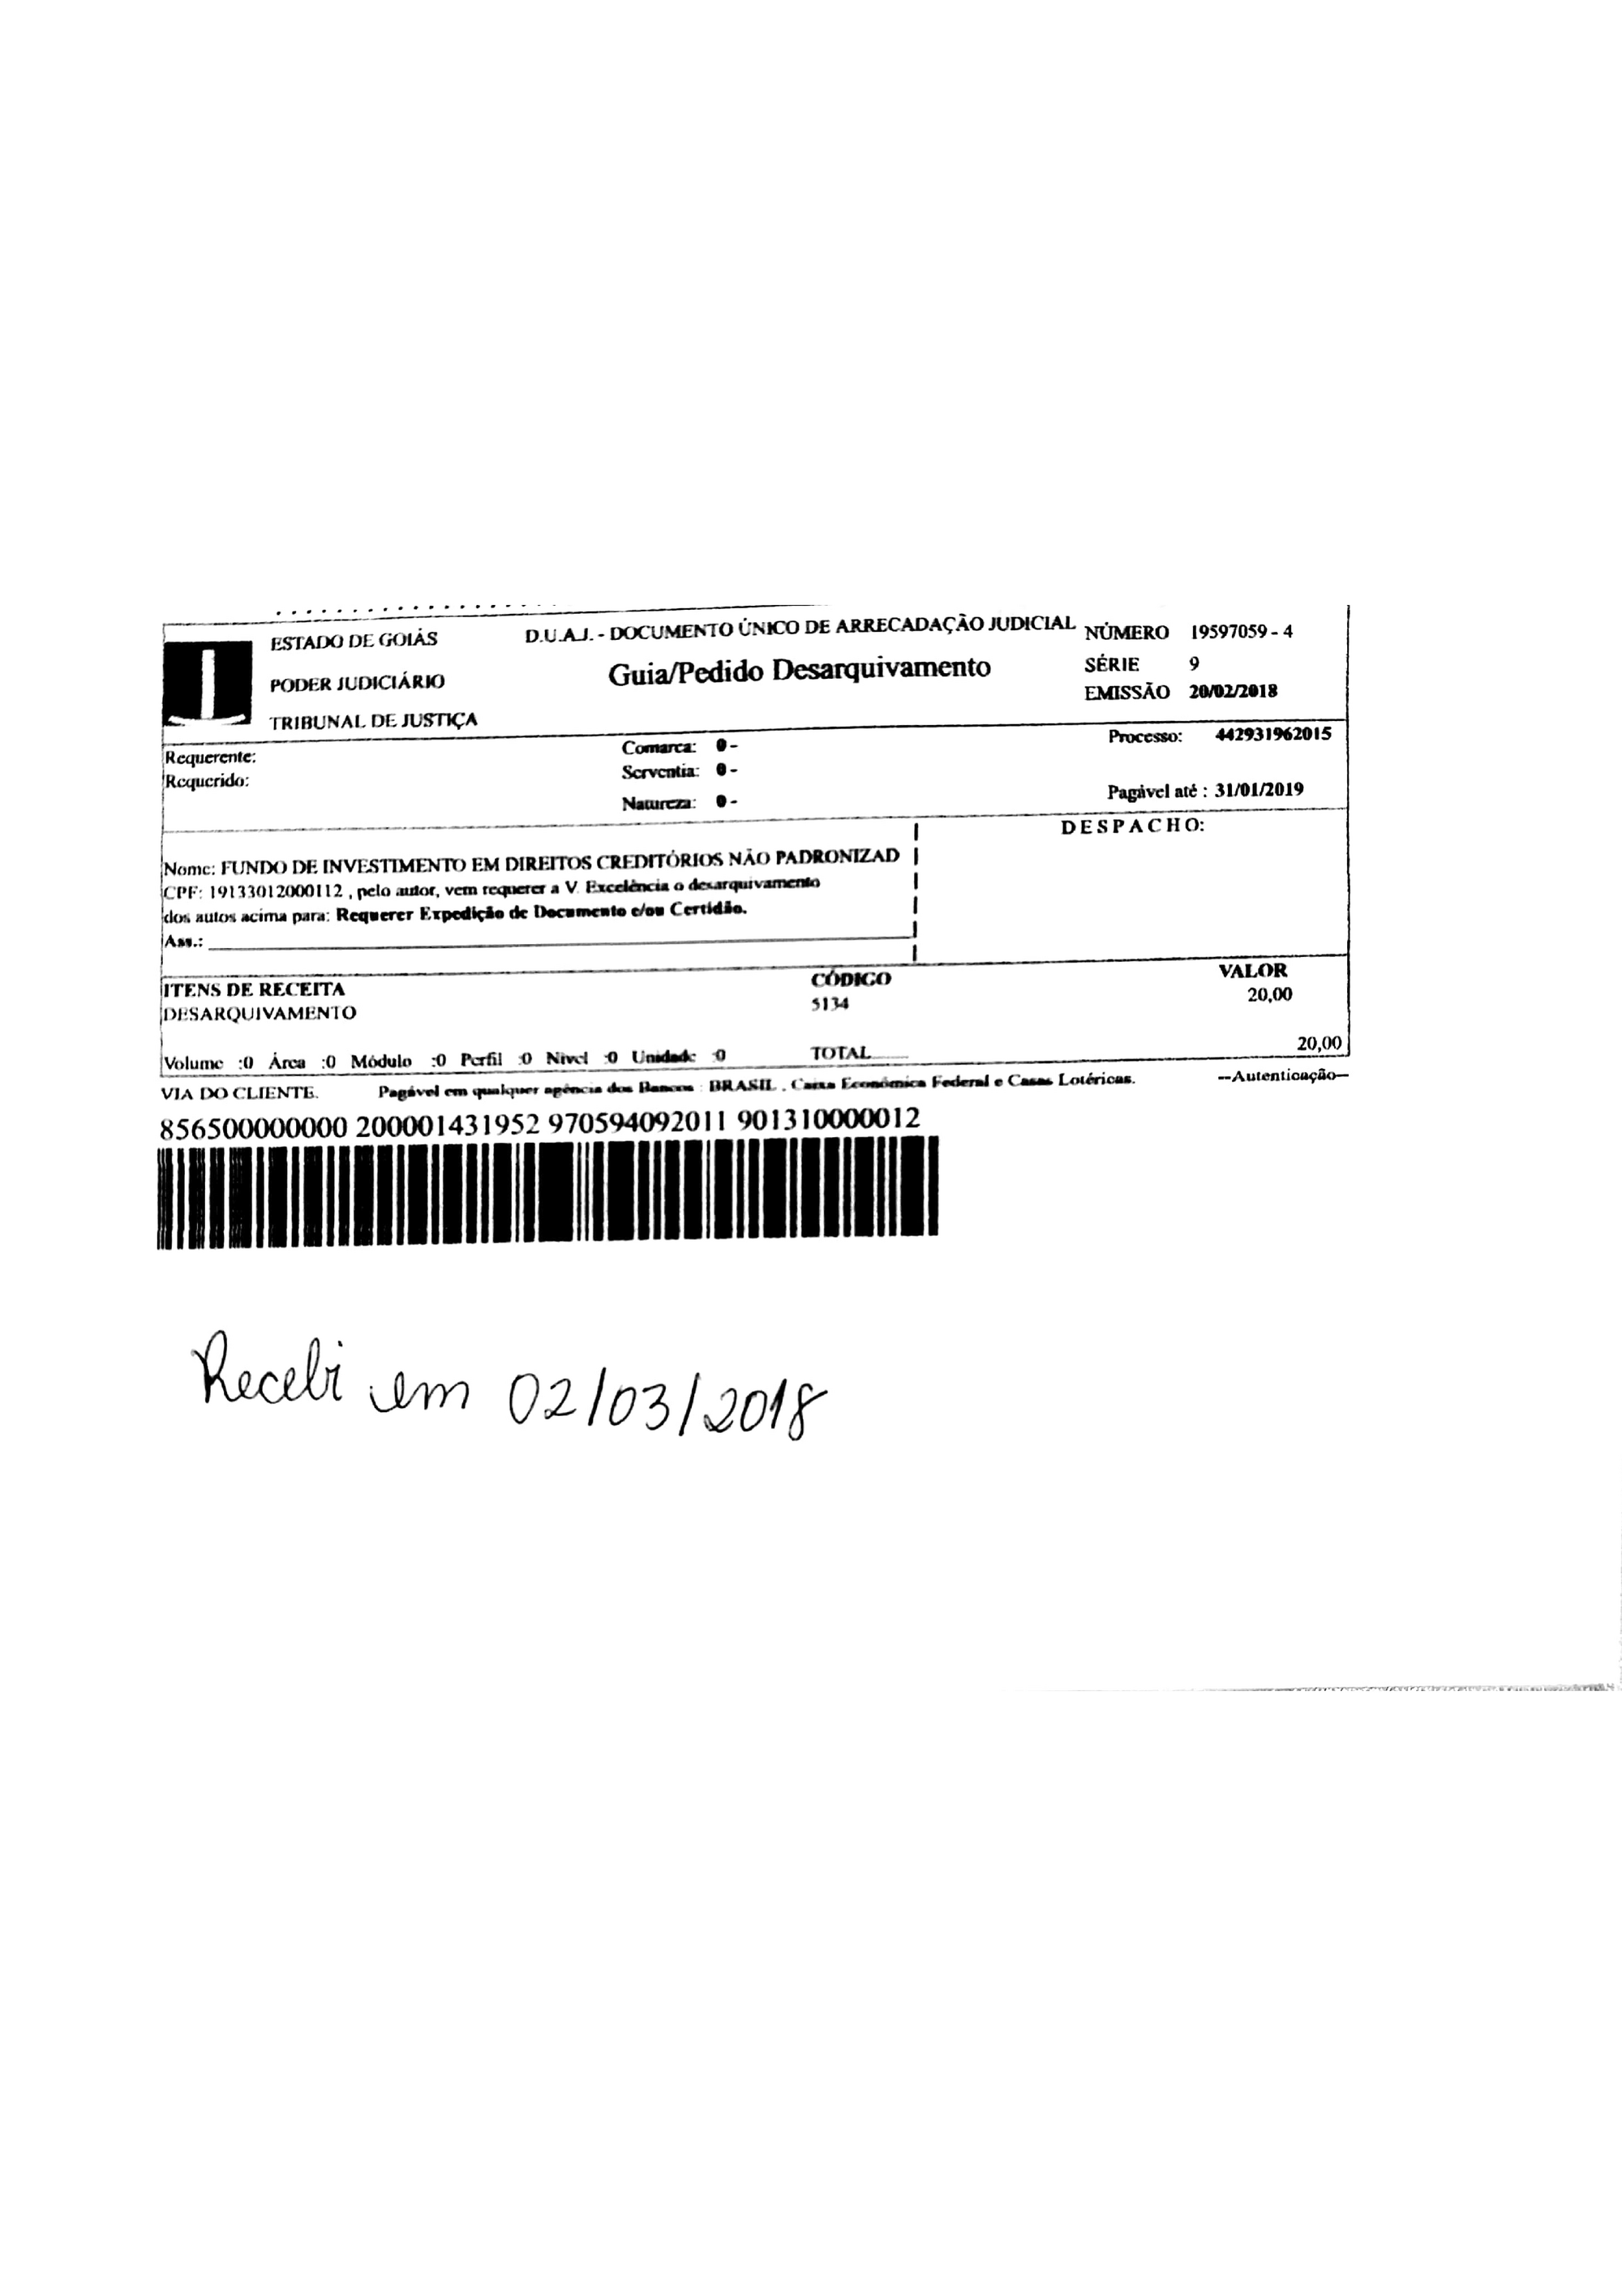 ESTADO DE GOIÁS
PODER JUDICIÁRIO
TRIBUNAL DE JUSTIÇA
D.U.A.J. - DOCUMENTO ÚNICO DE ARRECADAÇÃO JUDICIAL
Guia/Pedido Desarquivamento
NÚMERO 19597059 - 4
SÉRIE 9
EMISSÃO 20/02/2018
Requerente:
Requerido:
Comarca: 0 -
Serventia: 0 -
Natureza: 0 -
Processo: 442931962015
Pagável até : 31/01/2019
Nome: FUNDO DE INVESTIMENTO EM DIREITOS CREDITÓRIOS NÃO PADRONIZAD
CPF: 19133012000112 , pelo autor, vem requerer a V. Excelência o desarquivamento
dos autos acima para: Requerer Expedição de Documento e/ou Certidão.
Ass.:
DESPACHO:
ITENS DE RECEITA CÓDIGO VALOR
DESARQUIVAMENTO 5134 20,00
Volume :0 Área :0 Módulo :0 Perfil :0 Nivel :0 Unidade :0 TOTAL 20,00
VIA DO CLIENTE. Pagável em qualquer agência dos Bancos : BRASIL , Caixa Econômica Federal e Casas Lotéricas. --Autenticação--
856500000000 200001431952 970594092011 901310000012
Recebi em 02/03/2018